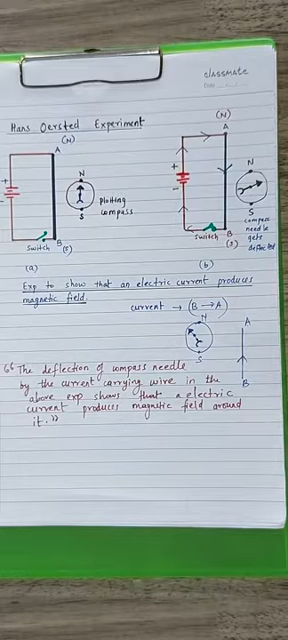 classmate
Hans Oersted Experiment
(N)
A
(N)
A
+
-
N
S
Plotting
compass
+
-
N
S
compass
needle
gets
deflected
Switch
B
(S)
Switch
B
(S)
(a)
(b)
Exp to show that an electric current produces
magnetic field.
current → (B → A)
N
S
A
B
66 The deflection of compass needle
by the current carrying wire in the
above exp shows that a electric
current produces magnetic field around
it. "